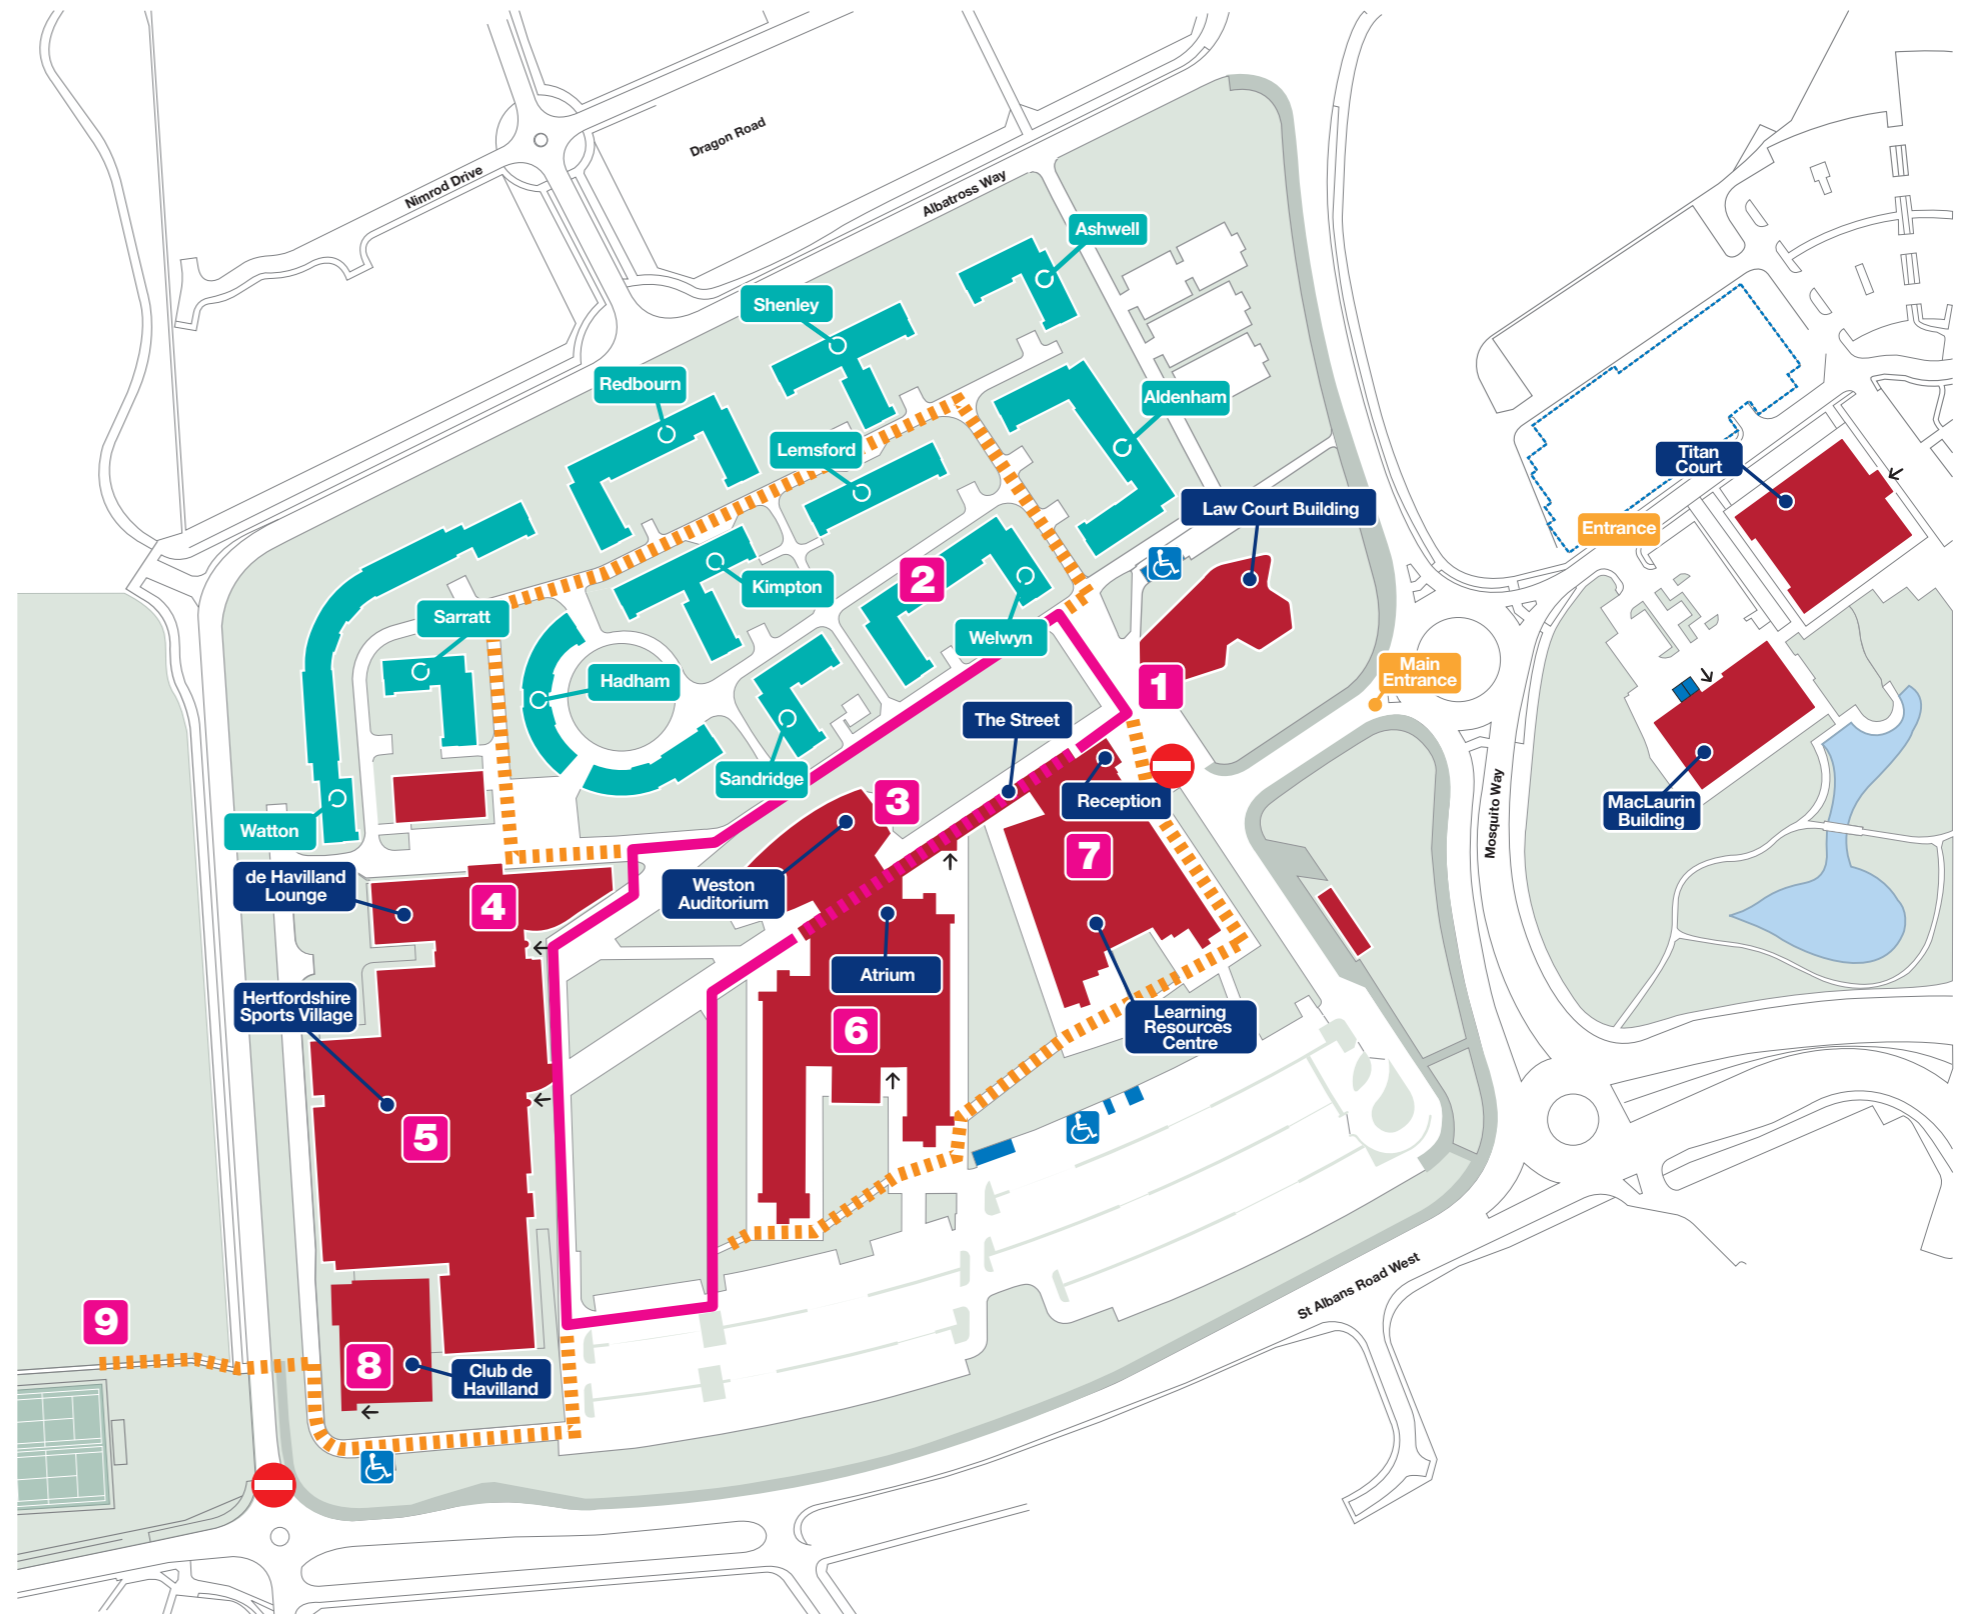 Dragon Road
Nimrod Drive
Albatross Way
Ashwell
Shenley
Redbourn
Aldenham
Lemsford
Titan
Court
Law Court Building
Entrance
2
Kimpton
Sarratt
Welwyn
Main
Entrance
Hadham
1
The Street
Sandridge
Reception
3
MacLaurin
Building
Mosquito Way
Watton
7
de Havilland
Lounge
Weston
Auditorium
4
Atrium
Hertfordshire
Sports Village
6
Learning
Resources
Centre
5
St Albans Road West
9
8
Club de
Havilland